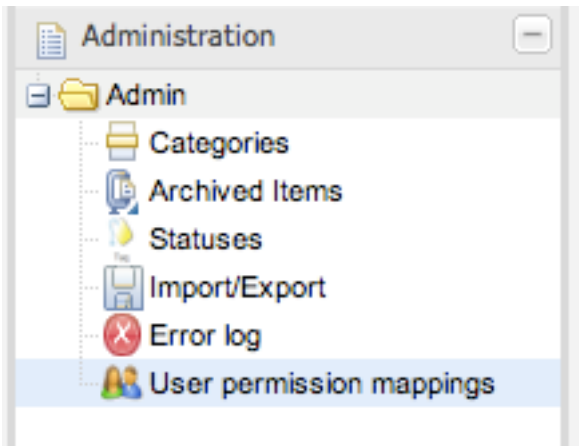 Administration
Admin
Categories
Archived Items
Statuses
Import/Export
Error log
User permission mappings